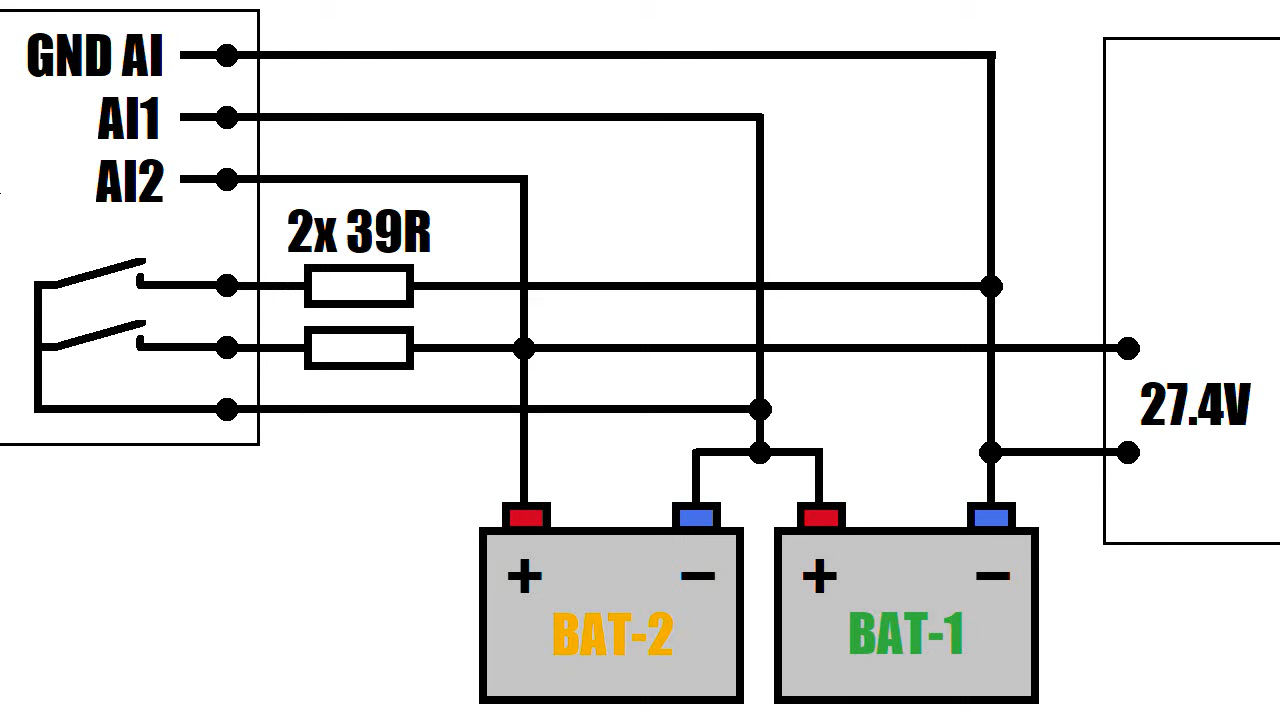 GND AI
AI1
AI2
2x 39R
27.4V
+ −
BAT-2
+ −
BAT-1